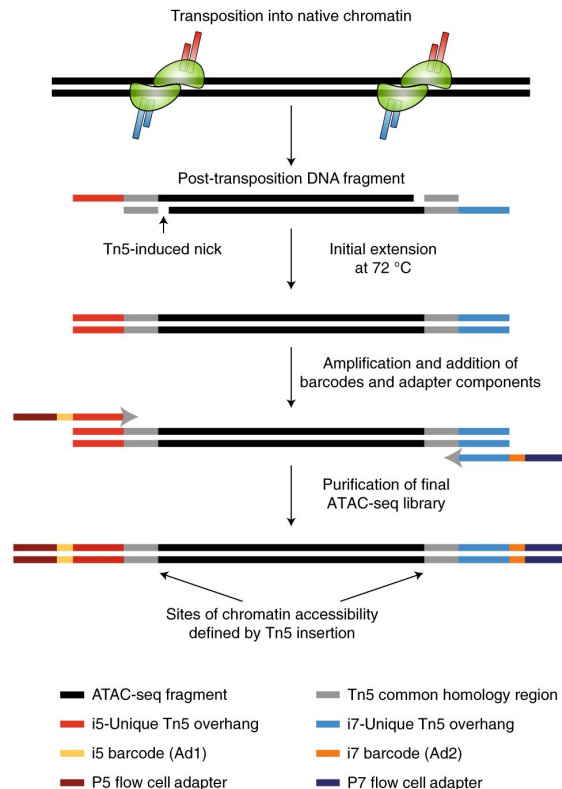 Transposition into native chromatin
Post-transposition DNA fragment
Tn5-induced nick
Initial extension
at 72 °C
Amplification and addition of
barcodes and adapter components
Purification of final
ATAC-seq library
Sites of chromatin accessibility
defined by Tn5 insertion
ATAC-seq fragment
Tn5 common homology region
i5-Unique Tn5 overhang
i7-Unique Tn5 overhang
i5 barcode (Ad1)
i7 barcode (Ad2)
P5 flow cell adapter
P7 flow cell adapter